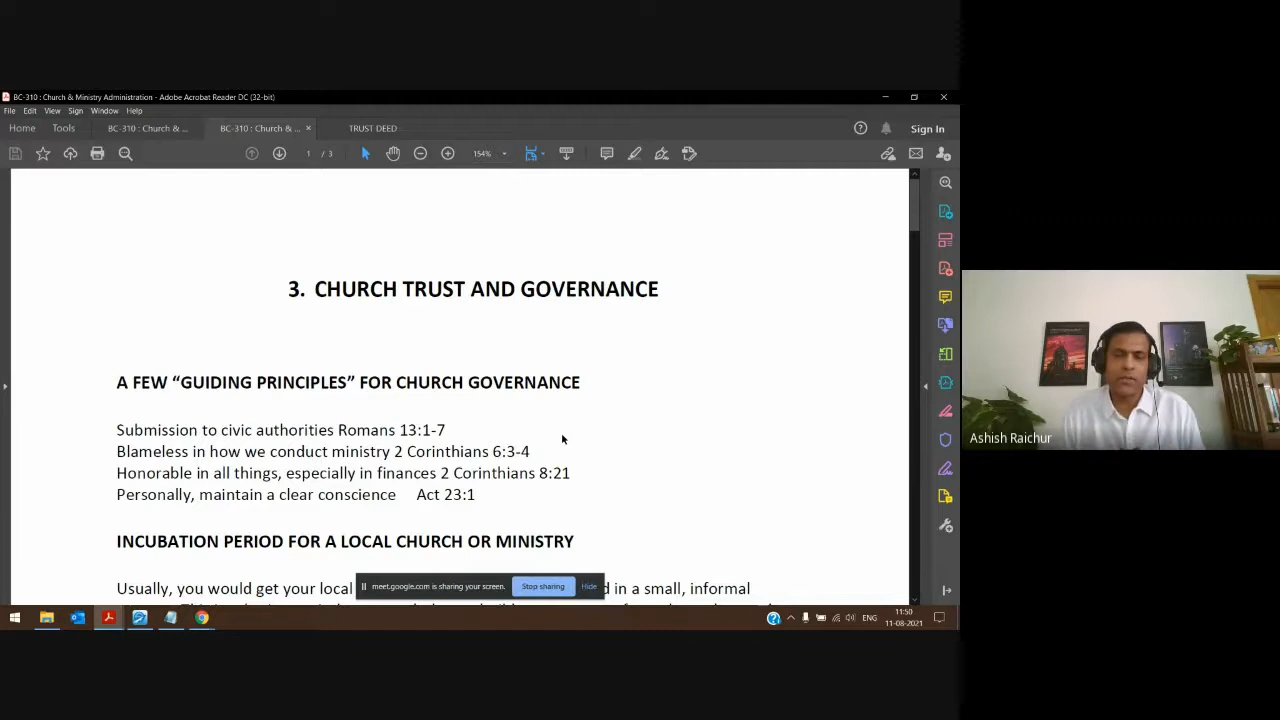 BC-310 : Church & Ministry Administration - Adobe Acrobat Reader DC (32-bit)
File Edit View Sign Window Help
Home Tools BC-310 : Church & ... BC-310 : Church & ... × TRUST DEED Sign In
1 / 3 154%
3. CHURCH TRUST AND GOVERNANCE
A FEW “GUIDING PRINCIPLES” FOR CHURCH GOVERNANCE
Submission to civic authorities Romans 13:1-7
Blameless in how we conduct ministry 2 Corinthians 6:3-4
Honorable in all things, especially in finances 2 Corinthians 8:21
Personally, maintain a clear conscience Act 23:1
INCUBATION PERIOD FOR A LOCAL CHURCH OR MINISTRY
Usually, you would get your local d in a small, informal
meet.google.com is sharing your screen. Stop sharing Hide
ENG 11:50
11-08-2021
Ashish Raichur